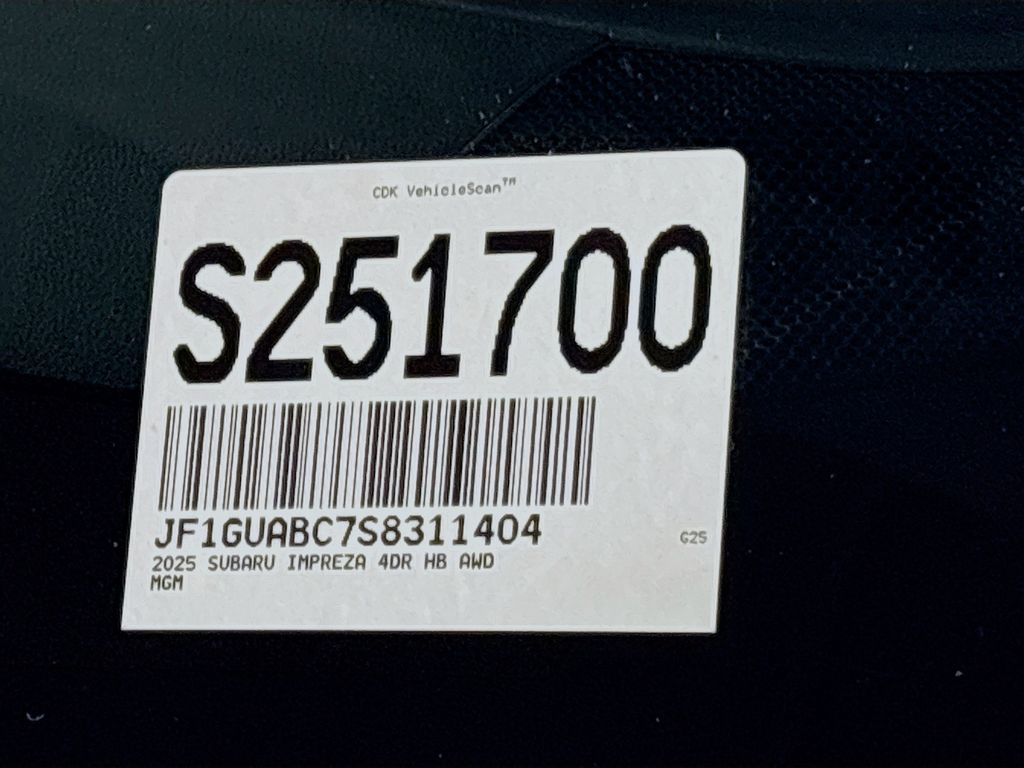 CDK VehicleScan™
S251700
JF1GUABC7S8311404
G25
2025 SUBARU IMPREZA 4DR HB AWD
MGM